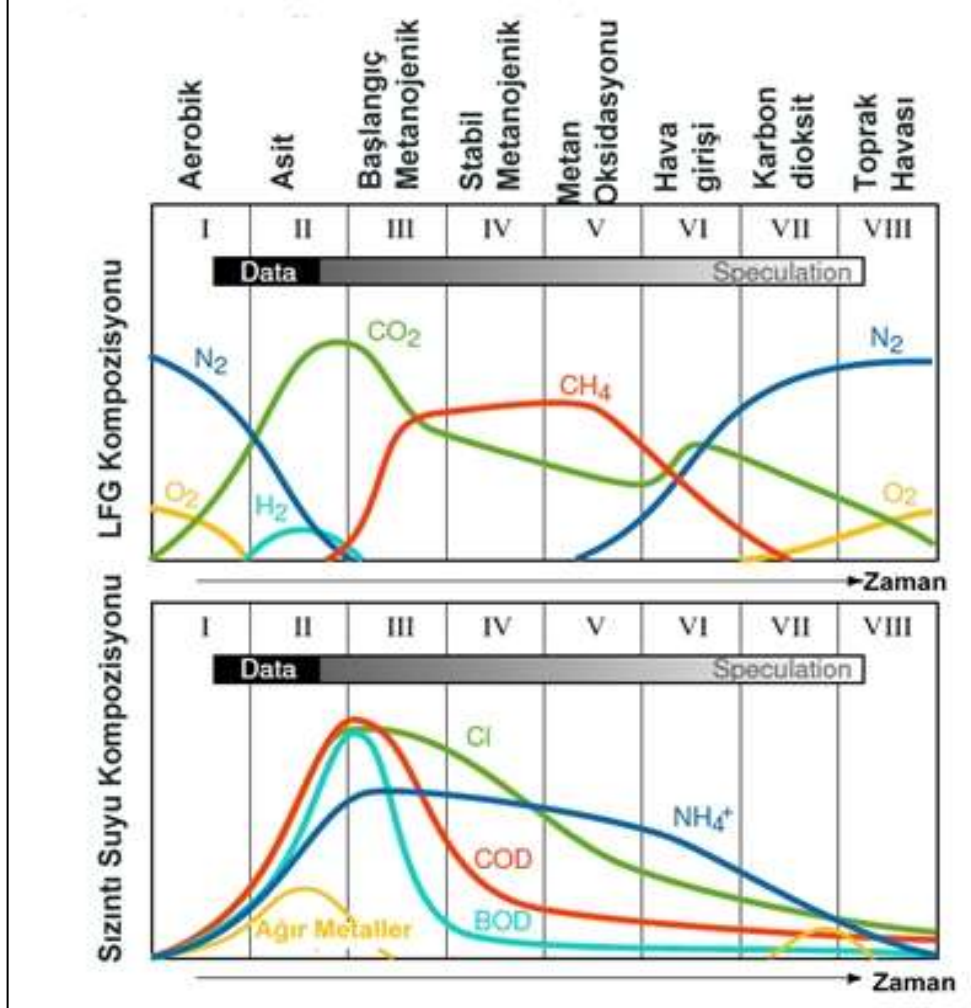 Aerobik
Asit
Başlangıç
Metanojenik
Stabil
Metanojenik
Metan
Oksidasyonu
Hava
girişi
Karbon
dioksit
Toprak
Havası
LFG Kompozisyonu
I II III IV V VI VII VIII
Data Speculation
N2
CO2
CH4
N2
O2
H2
O2
Zaman
Sızıntı Suyu Kompozisyonu
I II III IV V VI VII VIII
Data Speculation
Cl
NH4+
COD
BOD
Ağır Metaller
Zaman